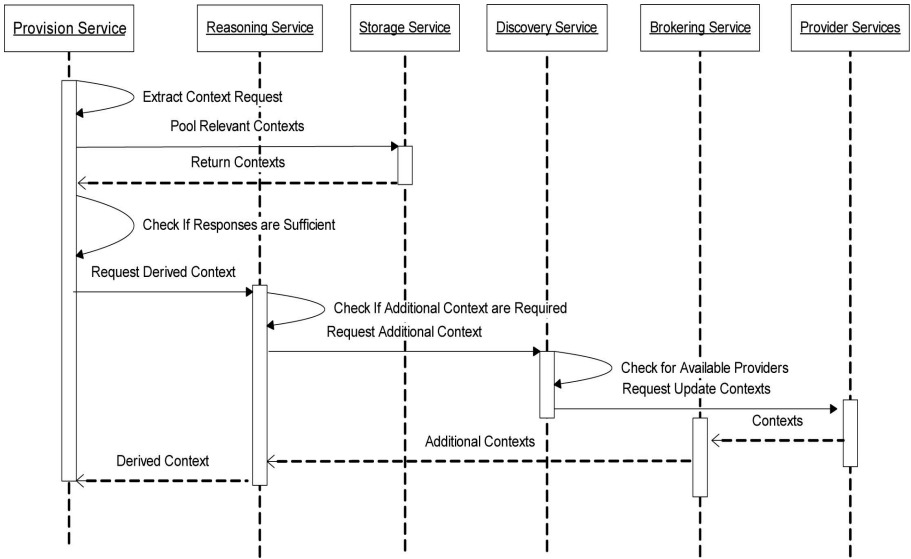 Provision Service
Reasoning Service
Storage Service
Discovery Service
Brokering Service
Provider Services
Extract Context Request
Pool Relevant Contexts
Return Contexts
Check If Responses are Sufficient
Request Derived Context
Check If Additional Context are Required
Request Additional Context
Check for Available Providers
Request Update Contexts
Contexts
Additional Contexts
Derived Context